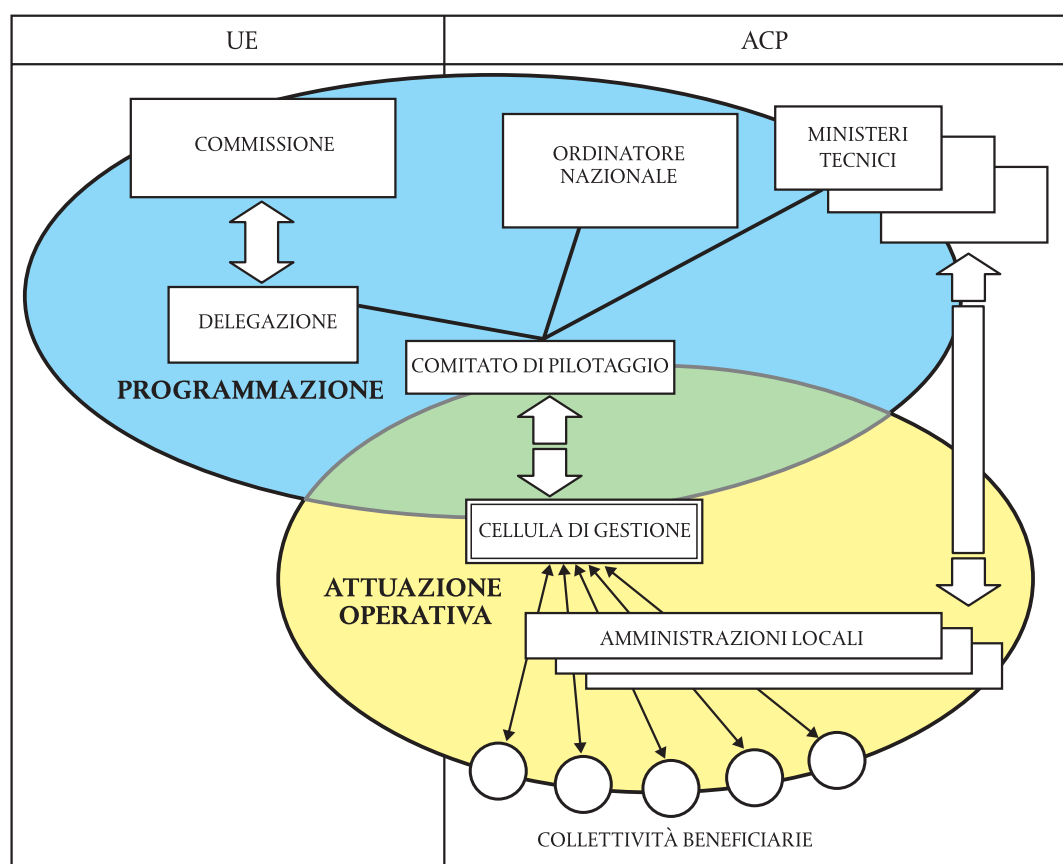 UE
ACP
COMMISSIONE
ORDINATORE
NAZIONALE
MINISTERI
TECNICI
DELEGAZIONE
COMITATO DI PILOTAGGIO
PROGRAMMAZIONE
CELLULA DI GESTIONE
ATTUAZIONE
OPERATIVA
AMMINISTRAZIONI LOCALI
COLLETTIVITÀ BENEFICIARIE